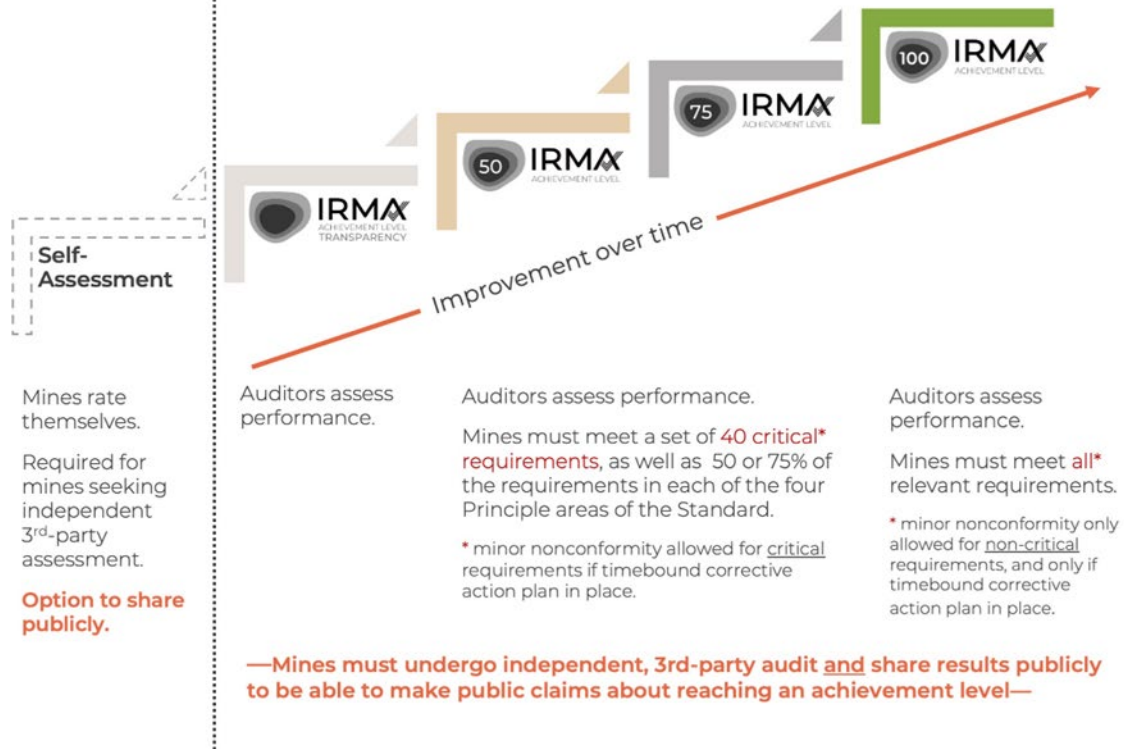 Self-
Assessment
Mines rate
themselves.
Required for
mines seeking
independent
3rd-party
assessment.
Option to share
publicly.
IRMA
ACHIEVEMENT LEVEL
TRANSPARENCY
50
IRMA
ACHIEVEMENT LEVEL
75
IRMA
ACHIEVEMENT LEVEL
100
IRMA
ACHIEVEMENT LEVEL
Improvement over time
Auditors assess
performance.
Auditors assess performance.
Mines must meet a set of 40 critical*
requirements, as well as 50 or 75% of
the requirements in each of the four
Principle areas of the Standard.
* minor nonconformity allowed for critical
requirements if timebound corrective
action plan in place.
Auditors assess
performance.
Mines must meet all*
relevant requirements.
* minor nonconformity only
allowed for non-critical
requirements, and only if
timebound corrective
action plan in place.
—Mines must undergo independent, 3rd-party audit and share results publicly
to be able to make public claims about reaching an achievement level—